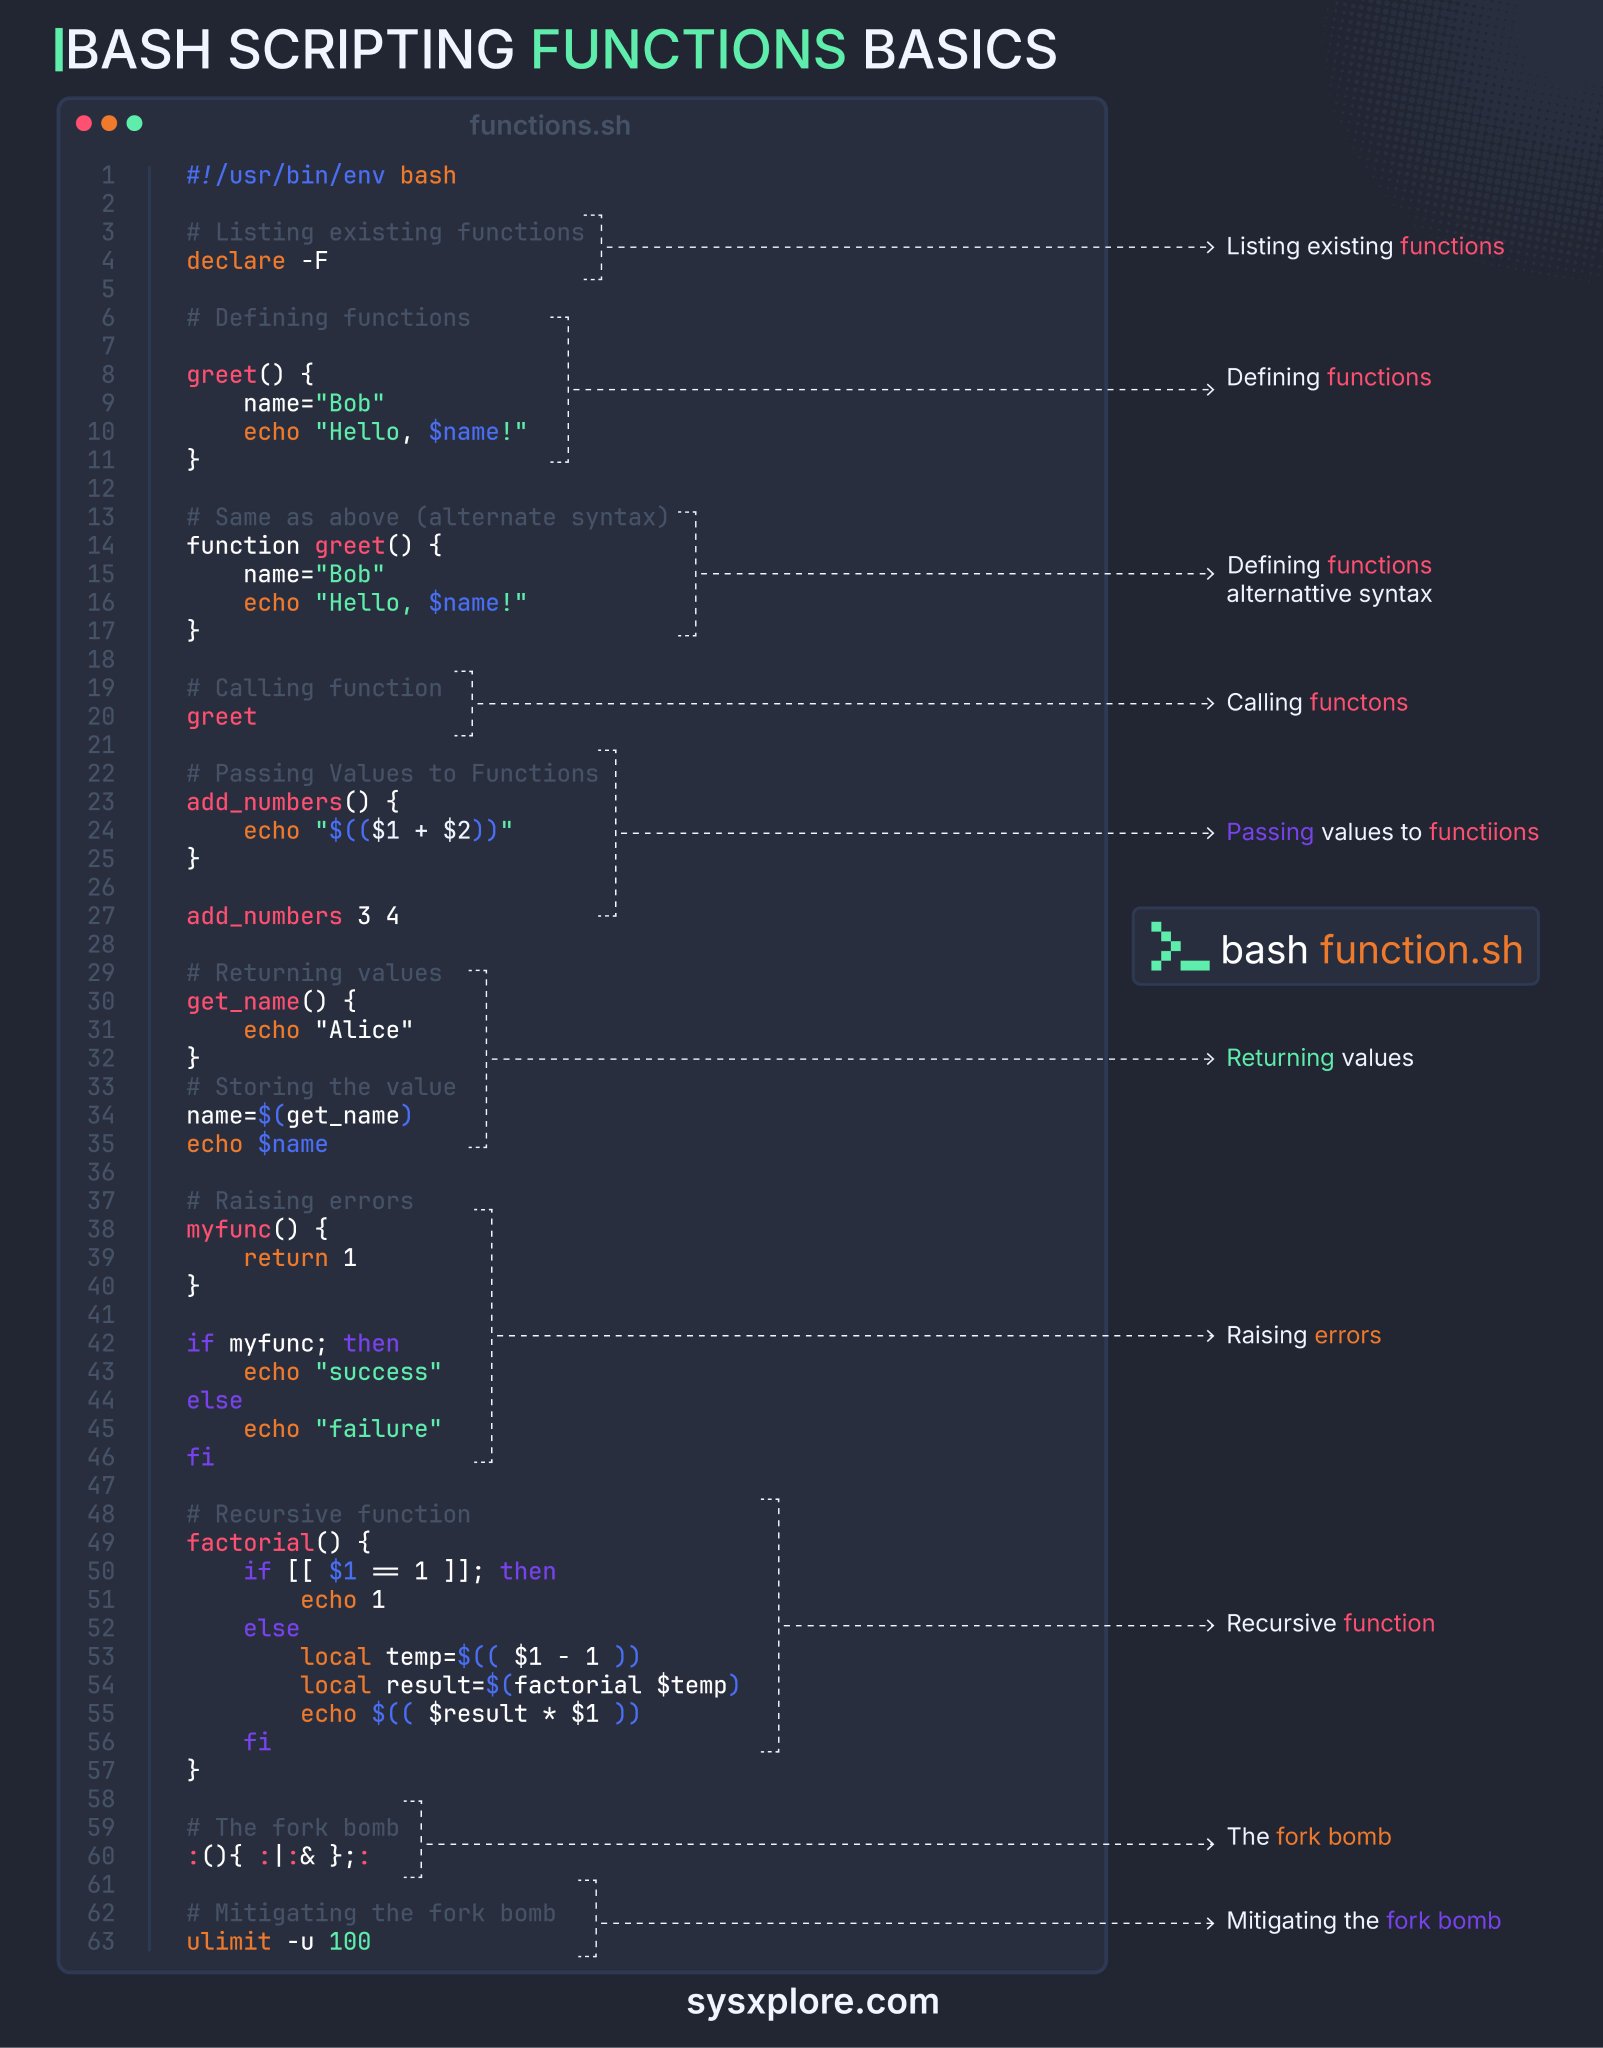 BASH SCRIPTING FUNCTIONS BASICS
functions.sh
1 #!/usr/bin/env bash
2
3 # Listing existing functions
4 declare -F
5
6 # Defining functions
7
8 greet() {
9 name="Bob"
10 echo "Hello, $name!"
11 }
12
13 # Same as above (alternate syntax)
14 function greet() {
15 name="Bob"
16 echo "Hello, $name!"
17 }
18
19 # Calling function
20 greet
21
22 # Passing Values to Functions
23 add_numbers() {
24 echo "$(($1 + $2))"
25 }
26
27 add_numbers 3 4
28
29 # Returning values
30 get_name() {
31 echo "Alice"
32 }
33 # Storing the value
34 name=$(get_name)
35 echo $name
36
37 # Raising errors
38 myfunc() {
39 return 1
40 }
41
42 if myfunc; then
43 echo "success"
44 else
45 echo "failure"
46 fi
47
48 # Recursive function
49 factorial() {
50 if [[ $1 == 1 ]]; then
51 echo 1
52 else
53 local temp=$(( $1 - 1 ))
54 local result=$(factorial $temp)
55 echo $(( $result * $1 ))
56 fi
57 }
58
59 # The fork bomb
60 :(){ :|:& };:
61
62 # Mitigating the fork bomb
63 ulimit -u 100
Listing existing functions
Defining functions
Defining functions
alternattive syntax
Calling functons
Passing values to functiions
>_ bash function.sh
Returning values
Raising errors
Recursive function
The fork bomb
Mitigating the fork bomb
sysxplore.com